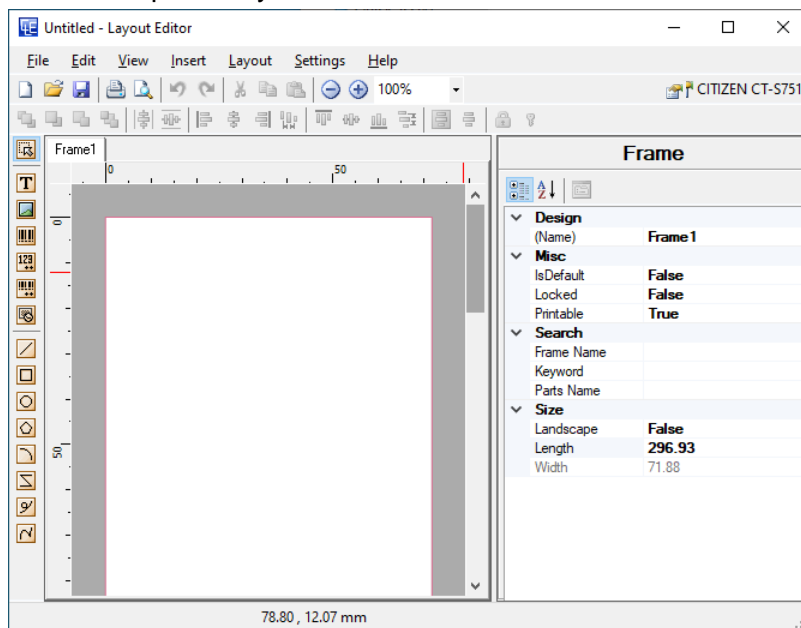 LE Untitled - Layout Editor
File Edit View Insert Layout Settings Help
100% CITIZEN CT-S751
Frame1
Frame
0 50
T
123
0
50
Design
(Name) Frame1
Misc
IsDefault False
Locked False
Printable True
Search
Frame Name
Keyword
Parts Name
Size
Landscape False
Length 296.93
Width 71.88
78.80 , 12.07 mm